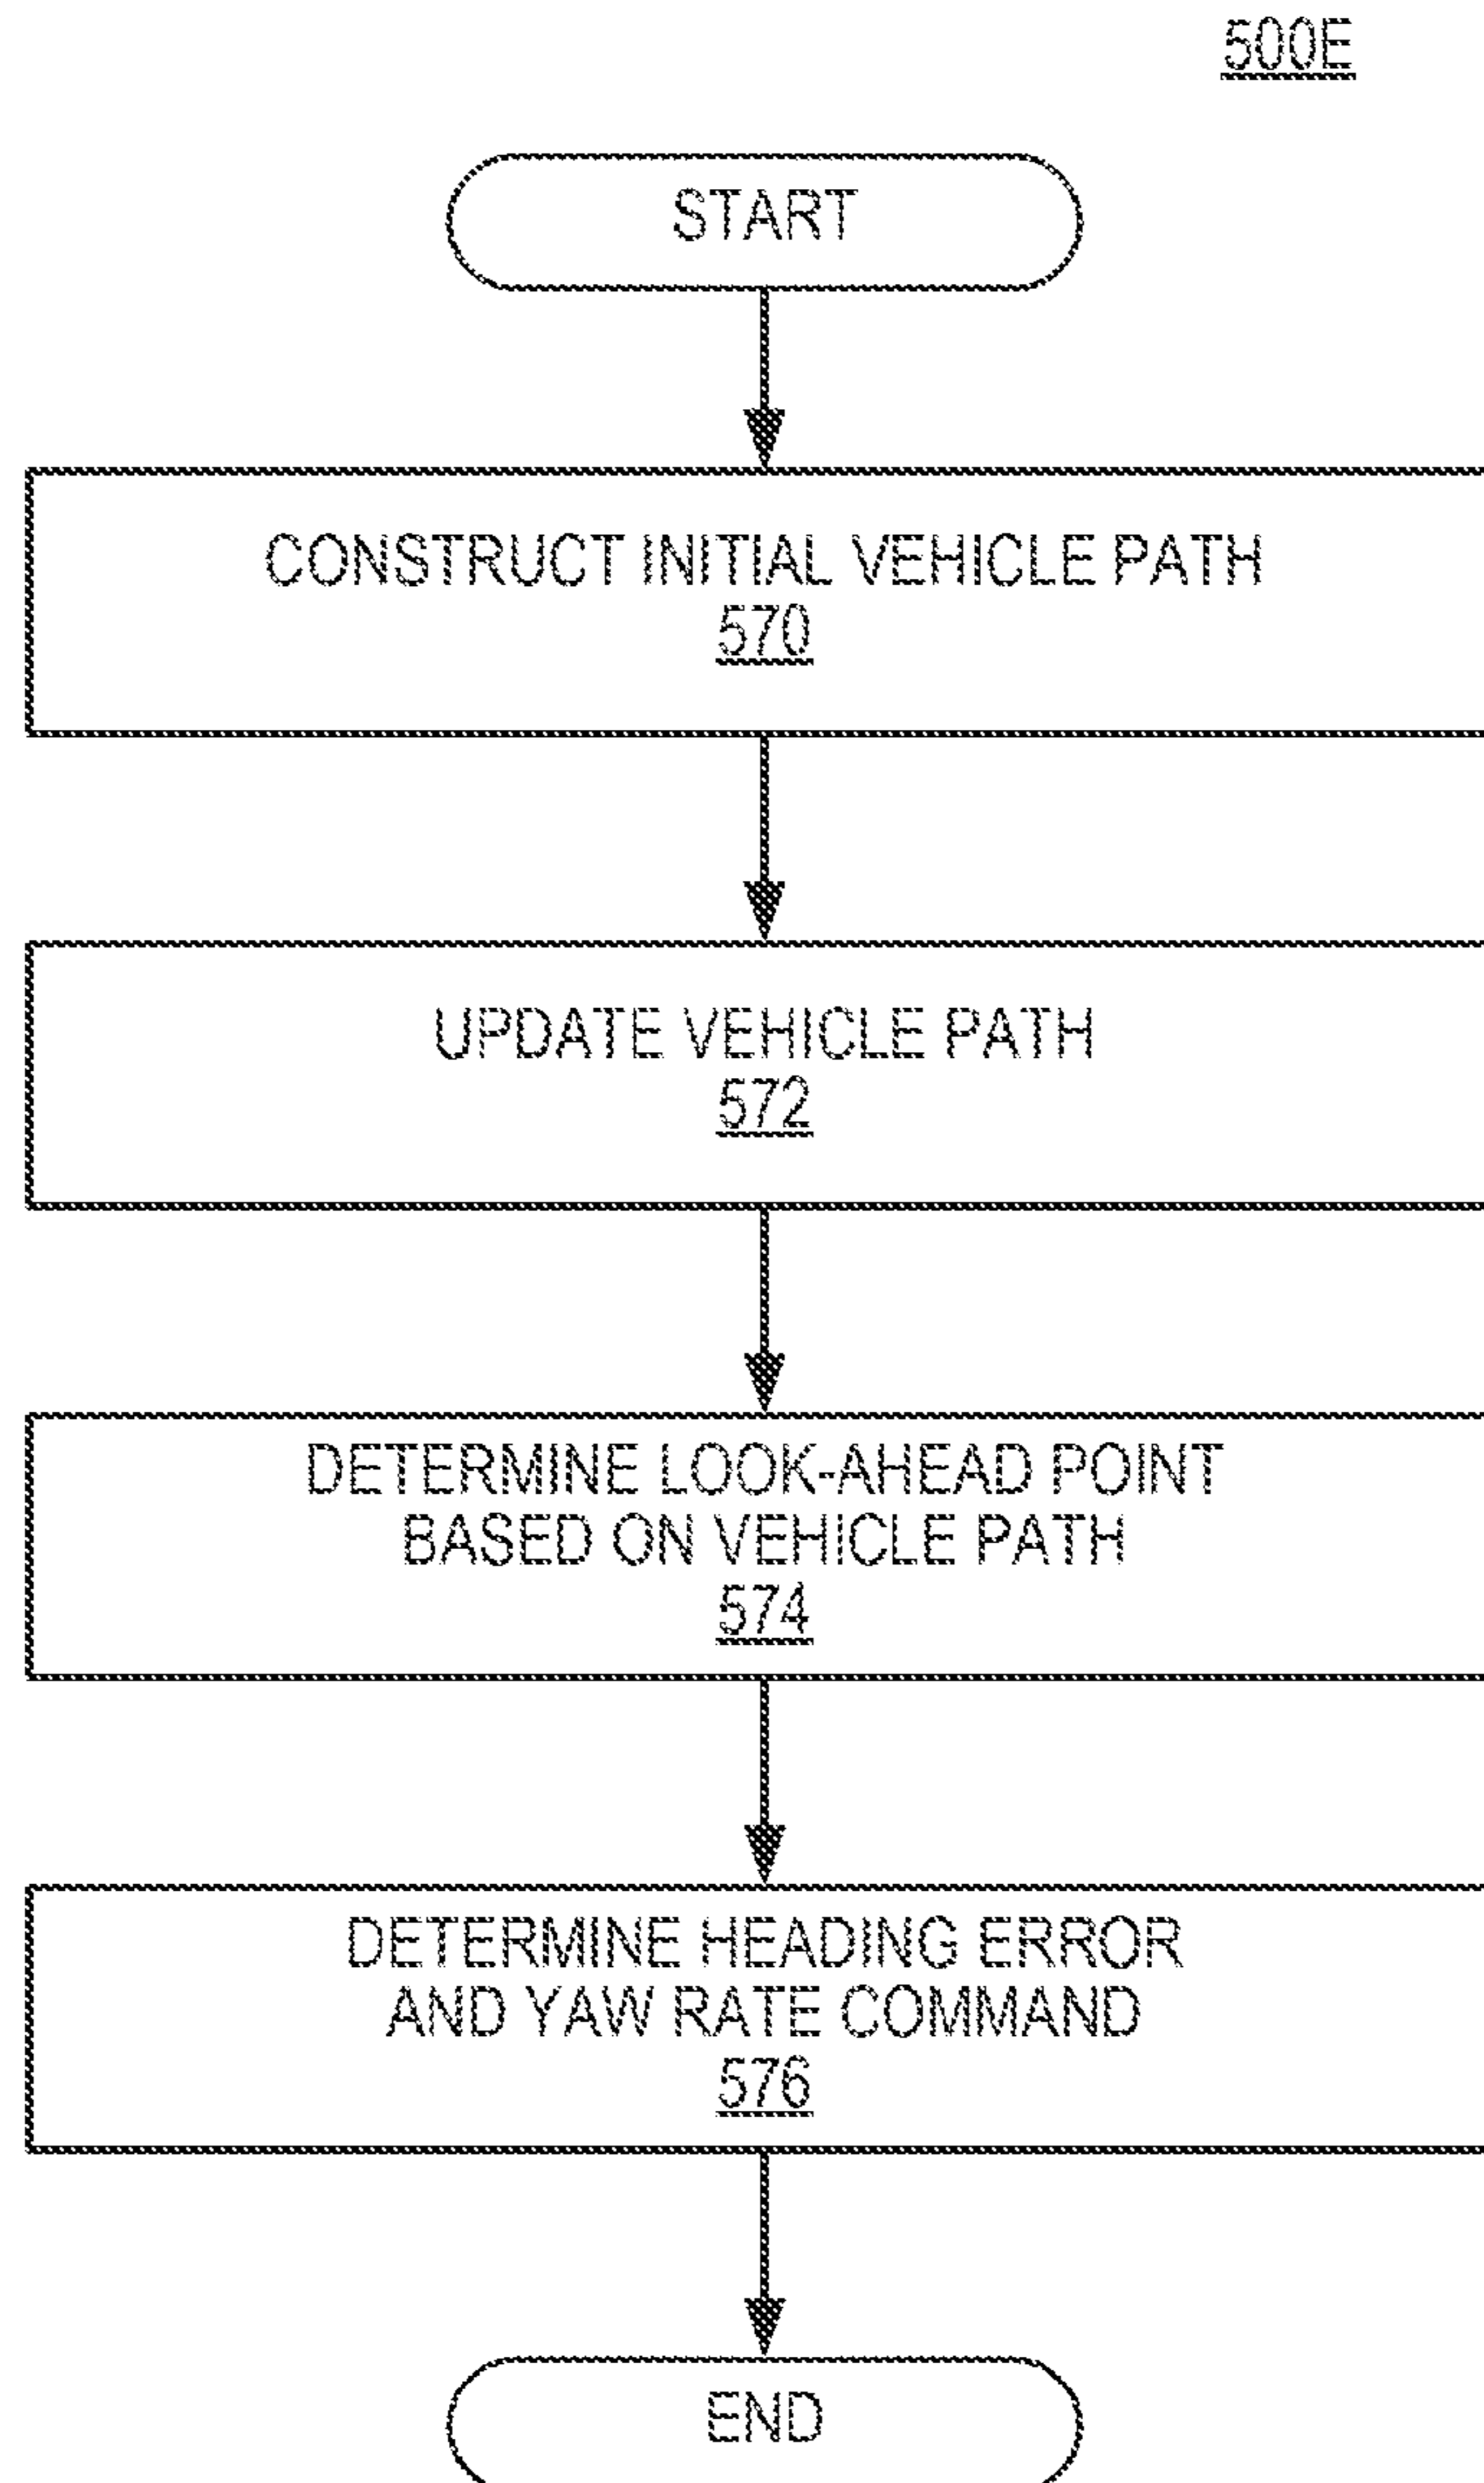 500E
START
CONSTRUCT INITIAL VEHICLE PATH
570
UPDATE VEHICLE PATH
572
DETERMINE LOOK-AHEAD POINT
BASED ON VEHICLE PATH
574
DETERMINE HEADING ERROR
AND YAW RATE COMMAND
576
END